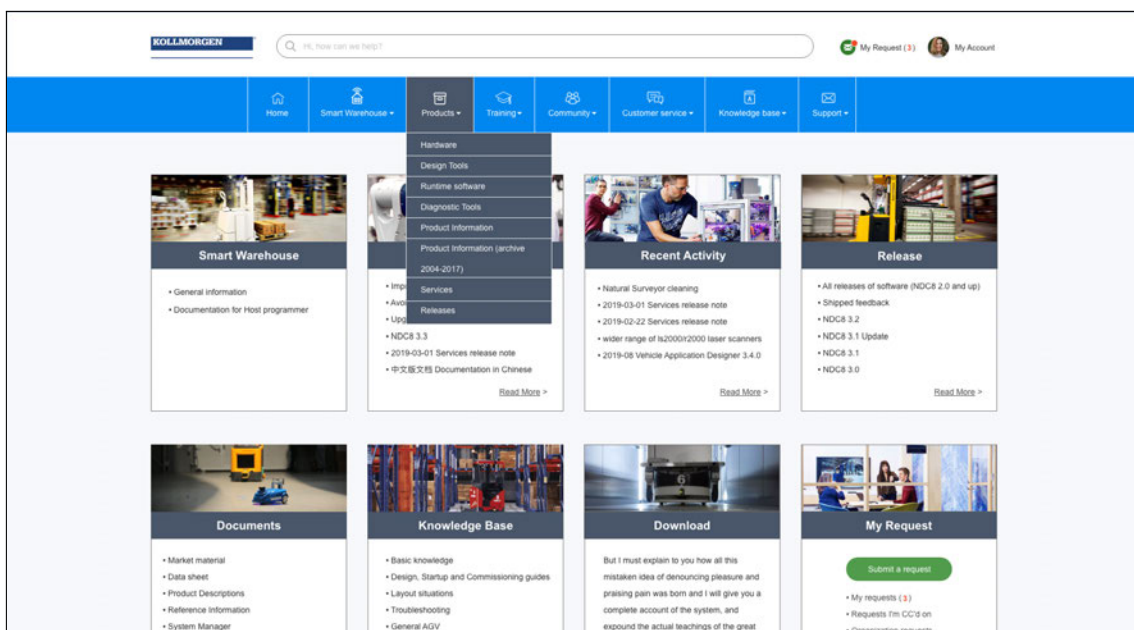 KOLLMORGEN
Hi, how can we help?
My Request (3)
My Account
Home
Smart Warehouse
Products
Training
Community
Customer service
Knowledge base
Support
Hardware
Design Tools
Runtime software
Diagnostic Tools
Product Information
Product Information (archive
2004-2017)
Services
Releases
Smart Warehouse
• General information
• Documentation for Host programmer
• NDC8 3.3
• 2019-03-01 Services release note
• 中文版文档 Documentation in Chinese
Read More >
Recent Activity
• Natural Surveyor cleaning
• 2019-03-01 Services release note
• 2019-02-22 Services release note
• wider range of ls2000/r2000 laser scanners
• 2019-08 Vehicle Application Designer 3.4.0
Read More >
Release
• All releases of software (NDC8 2.0 and up)
• Shipped feedback
• NDC8 3.2
• NDC8 3.1 Update
• NDC8 3.1
• NDC8 3.0
Read More >
Documents
• Market material
• Data sheet
• Product Descriptions
• Reference Information
• System Manager
Knowledge Base
• Basic knowledge
• Design, Startup and Commissioning guides
• Layout situations
• Troubleshooting
• General AGV
Download
But I must explain to you how all this
mistaken idea of denouncing pleasure and
praising pain was born and I will give you a
complete account of the system, and
expound the actual teachings of the great
My Request
Submit a request
• My requests (3)
• Requests I'm CC'd on